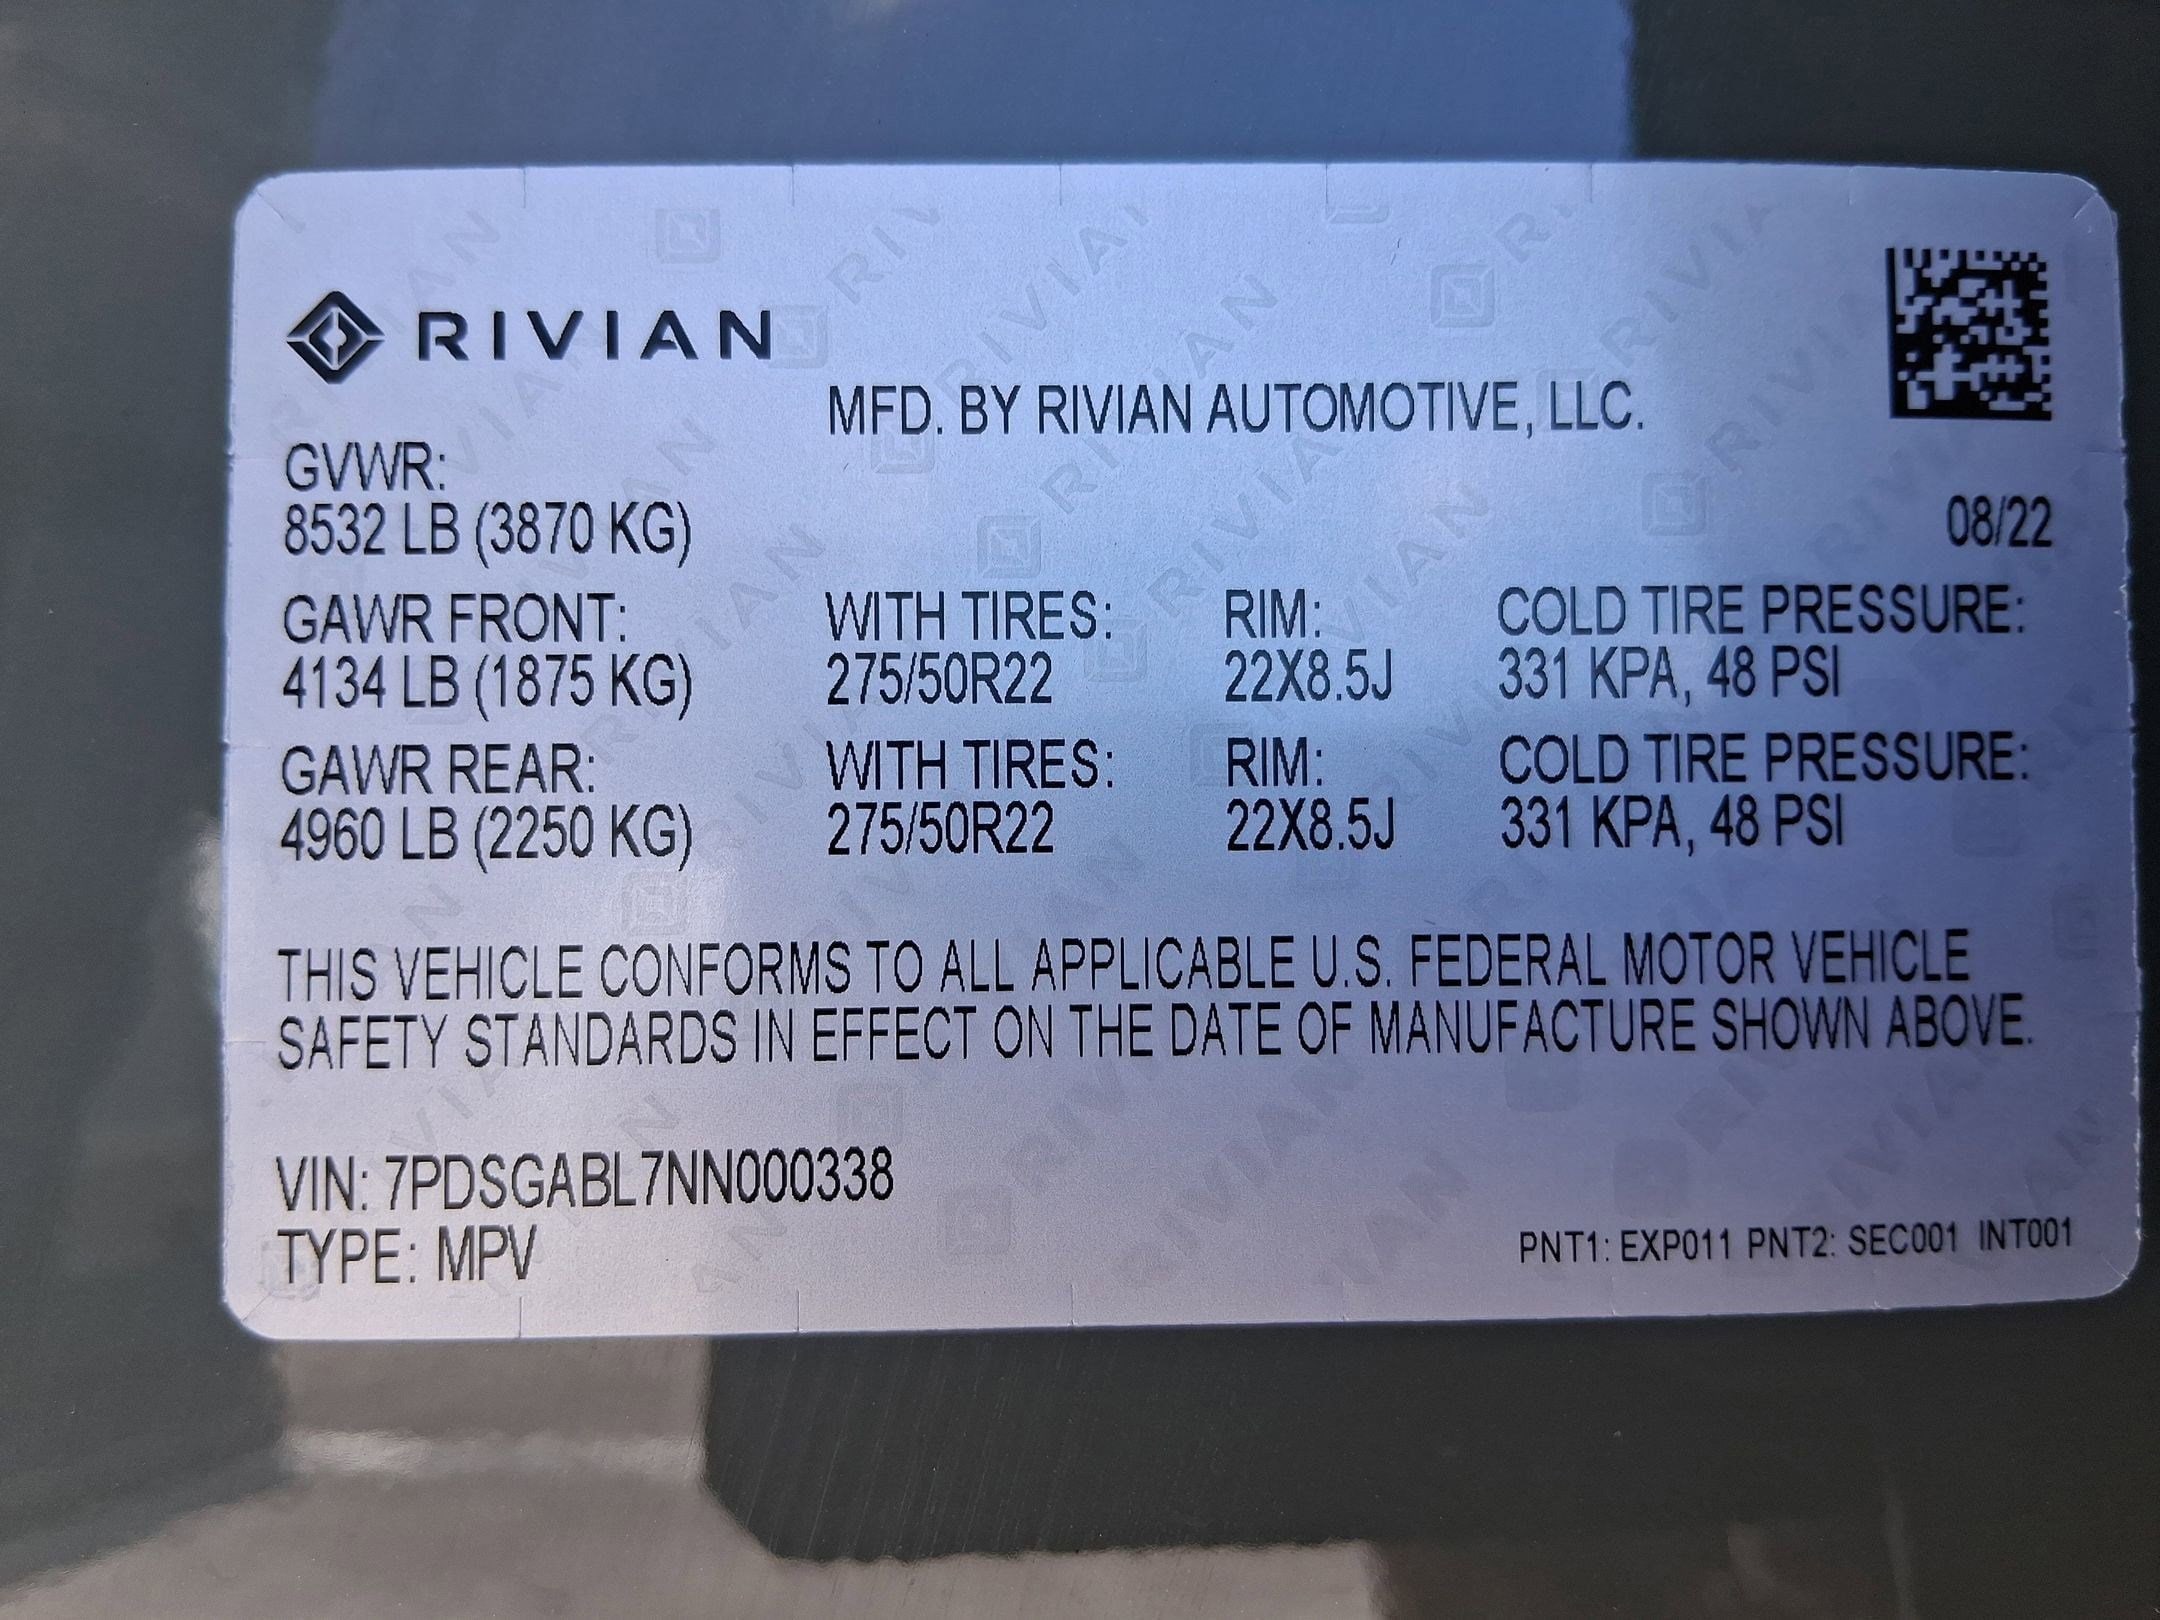 RIVIAN
MFD. BY RIVIAN AUTOMOTIVE, LLC.
GVWR:
8532 LB (3870 KG)
08/22
GAWR FRONT: WITH TIRES: RIM: COLD TIRE PRESSURE:
4134 LB (1875 KG) 275/50R22 22X8.5J 331 KPA, 48 PSI
GAWR REAR: WITH TIRES: RIM: COLD TIRE PRESSURE:
4960 LB (2250 KG) 275/50R22 22X8.5J 331 KPA, 48 PSI
THIS VEHICLE CONFORMS TO ALL APPLICABLE U.S. FEDERAL MOTOR VEHICLE
SAFETY STANDARDS IN EFFECT ON THE DATE OF MANUFACTURE SHOWN ABOVE.
VIN: 7PDSGABL7NN000338
TYPE: MPV
PNT1: EXP011 PNT2: SEC001 INT001